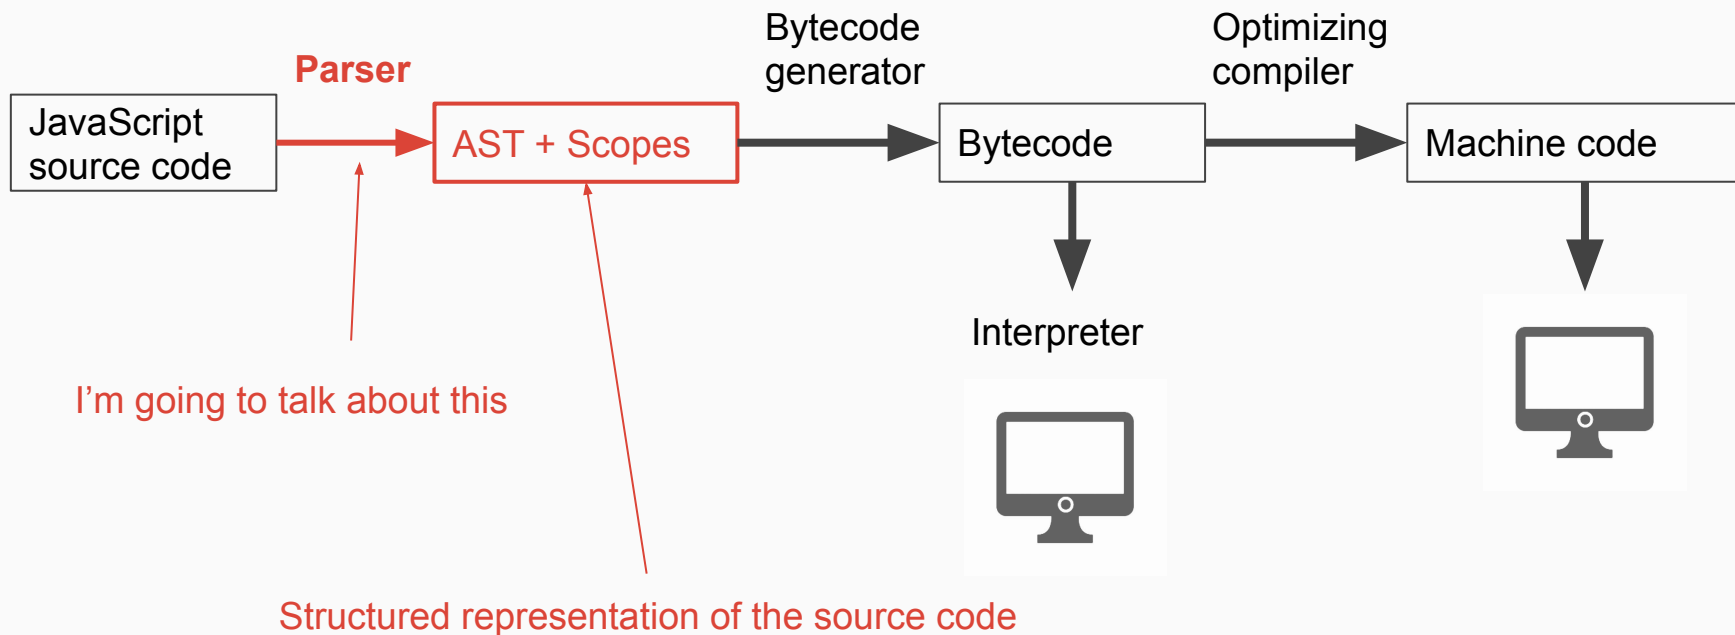 Parser
Bytecode
generator
Optimizing
compiler
JavaScript
source code
AST + Scopes
Bytecode
Machine code
Interpreter
I’m going to talk about this
Structured representation of the source code